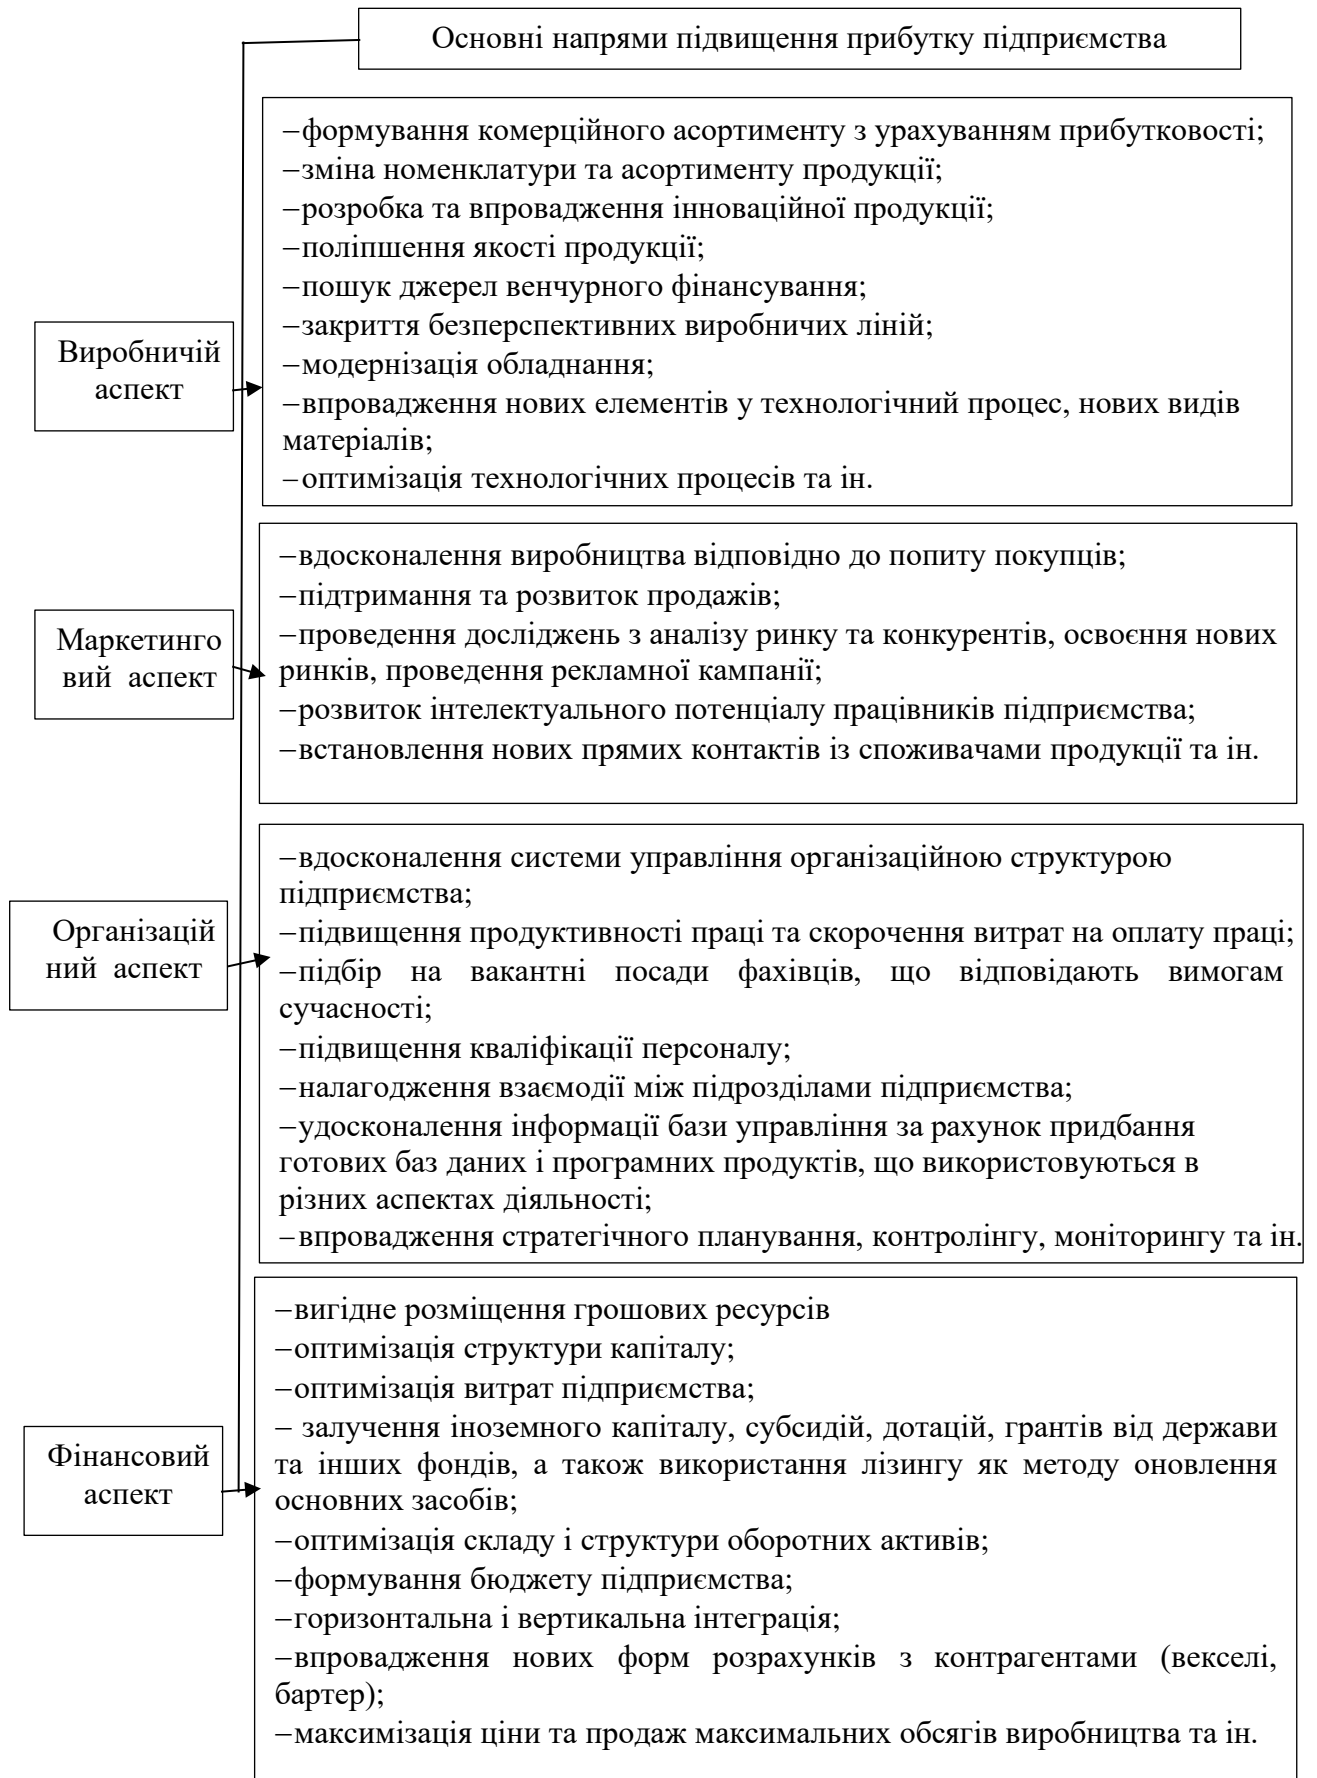 Основні напрями підвищення прибутку підприємства
Виробничій
аспект
–формування комерційного асортименту з урахуванням прибутковості;
–зміна номенклатури та асортименту продукції;
–розробка та впровадження інноваційної продукції;
–поліпшення якості продукції;
–пошук джерел венчурного фінансування;
–закриття безперспективних виробничих ліній;
–модернізація обладнання;
–впровадження нових елементів у технологічний процес, нових видів
матеріалів;
–оптимізація технологічних процесів та ін.
Маркетинго
вий аспект
–вдосконалення виробництва відповідно до попиту покупців;
–підтримання та розвиток продажів;
–проведення досліджень з аналізу ринку та конкурентів, освоєння нових
ринків, проведення рекламної кампанії;
–розвиток інтелектуального потенціалу працівників підприємства;
–встановлення нових прямих контактів із споживачами продукції та ін.
Організацій
ний аспект
–вдосконалення системи управління організаційною структурою
підприємства;
–підвищення продуктивності праці та скорочення витрат на оплату праці;
–підбір на вакантні посади фахівців, що відповідають вимогам
сучасності;
–підвищення кваліфікації персоналу;
–налагодження взаємодії між підрозділами підприємства;
–удосконалення інформації бази управління за рахунок придбання
готових баз даних і програмних продуктів, що використовуються в
різних аспектах діяльності;
–впровадження стратегічного планування, контролінгу, моніторингу та ін.
Фінансовий
аспект
–вигідне розміщення грошових ресурсів
–оптимізація структури капіталу;
–оптимізація витрат підприємства;
– залучення іноземного капіталу, субсидій, дотацій, грантів від держави
та інших фондів, а також використання лізингу як методу оновлення
основних засобів;
–оптимізація складу і структури оборотних активів;
–формування бюджету підприємства;
–горизонтальна і вертикальна інтеграція;
–впровадження нових форм розрахунків з контрагентами (векселі,
бартер);
–максимізація ціни та продаж максимальних обсягів виробництва та ін.